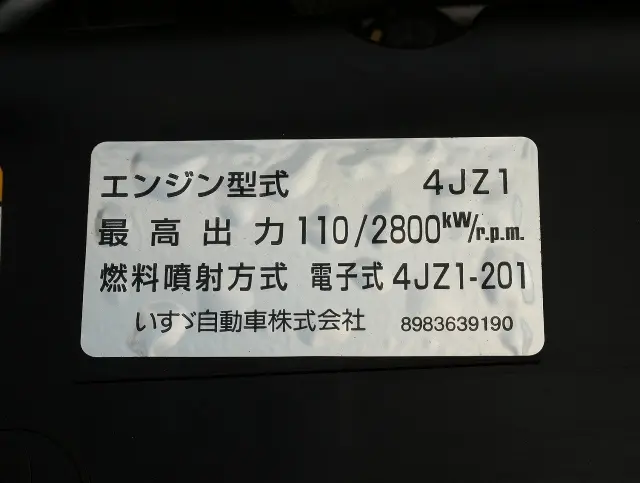 エンジン型式 4JZ1
最高出力 110/2800kW/r.p.m.
燃料噴射方式 電子式 4JZ1-201
いすゞ自動車株式会社 8983639190